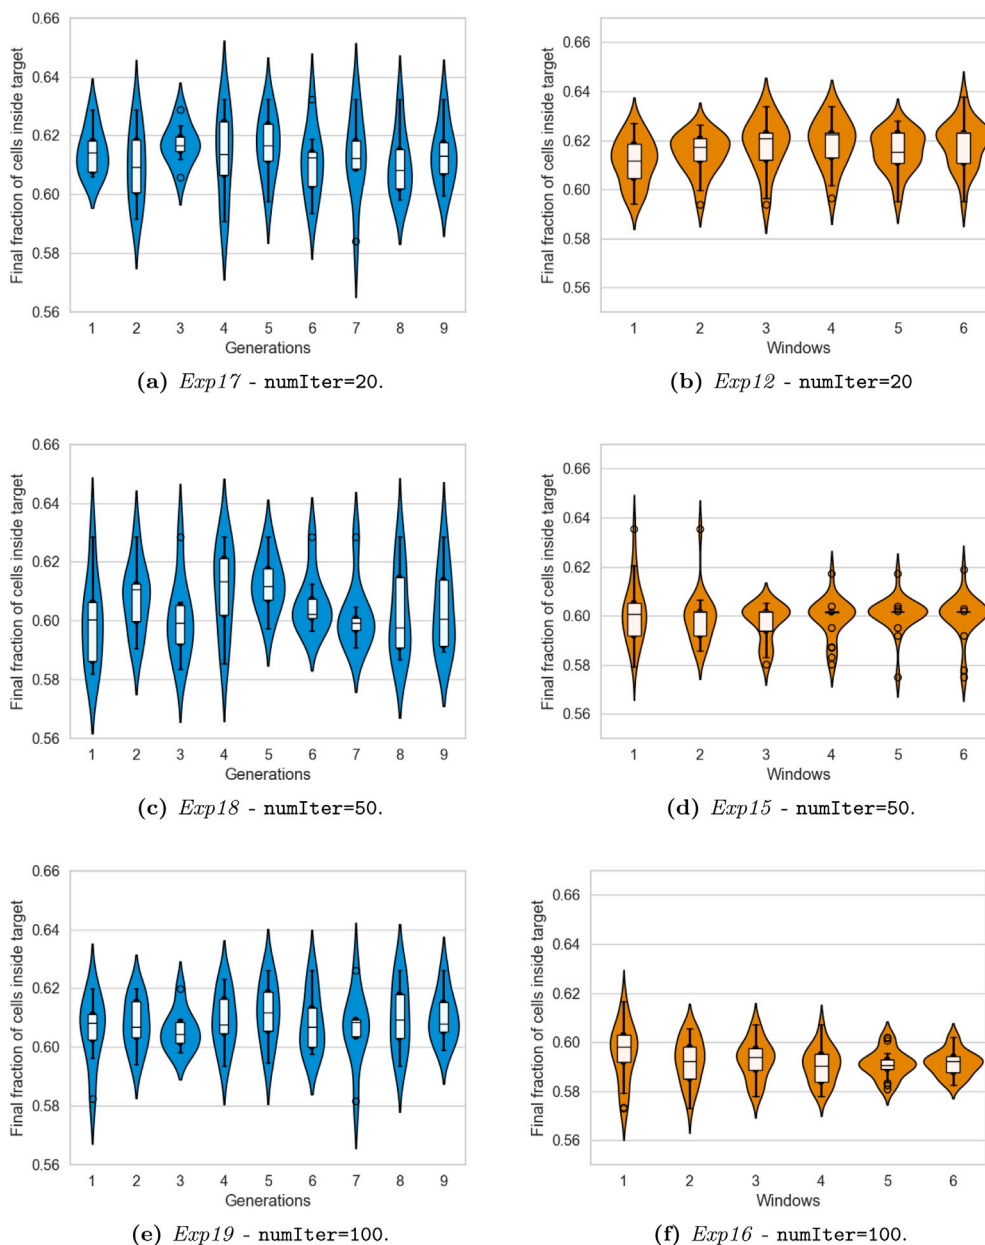 Final fraction of cells inside target
0.66
0.64
0.62
0.60
0.58
0.56
1 2 3 4 5 6 7 8 9
Generations
(a) Exp17 - numIter=20.
Final fraction of cells inside target
0.66
0.64
0.62
0.60
0.58
0.56
1 2 3 4 5 6
Windows
(b) Exp12 - numIter=20
Final fraction of cells inside target
0.66
0.64
0.62
0.60
0.58
0.56
1 2 3 4 5 6 7 8 9
Generations
(c) Exp18 - numIter=50.
Final fraction of cells inside target
0.66
0.64
0.62
0.60
0.58
0.56
1 2 3 4 5 6
Windows
(d) Exp15 - numIter=50.
Final fraction of cells inside target
0.66
0.64
0.62
0.60
0.58
0.56
1 2 3 4 5 6 7 8 9
Generations
(e) Exp19 - numIter=100.
Final fraction of cells inside target
0.66
0.64
0.62
0.60
0.58
0.56
1 2 3 4 5 6
Windows
(f) Exp16 - numIter=100.